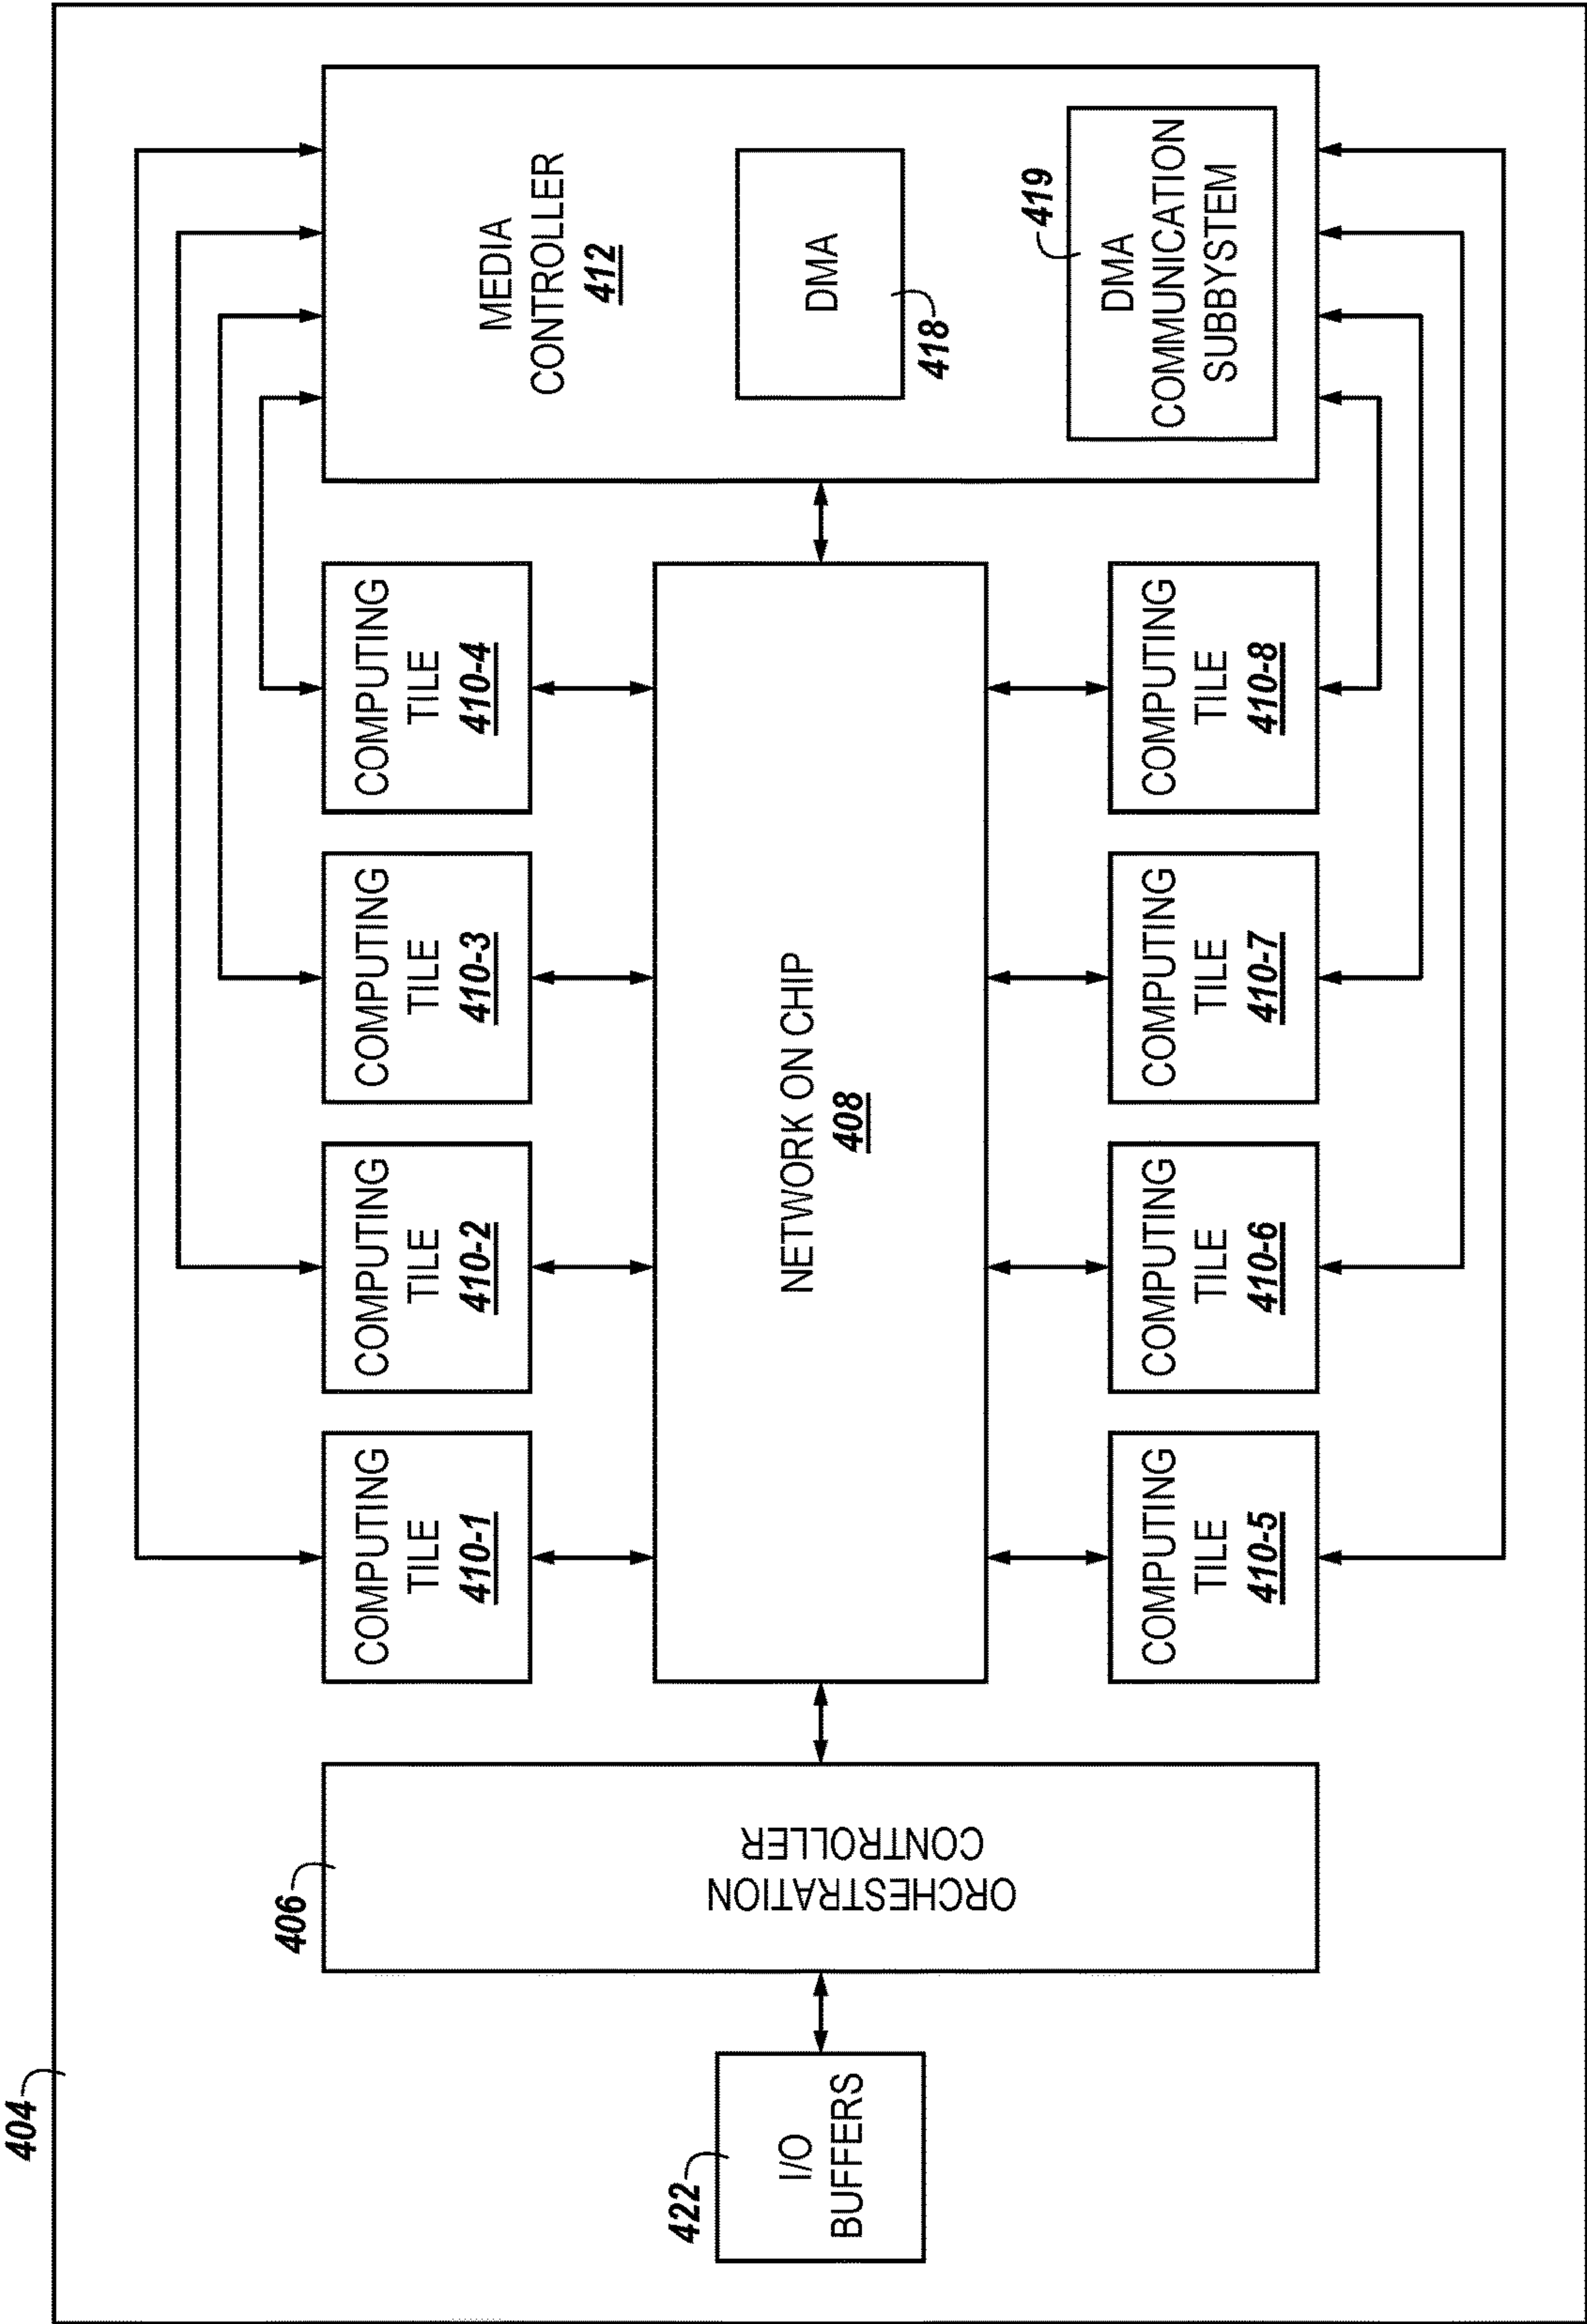 404
406
422
I/O
BUFFERS
ORCHESTRATION
CONTROLLER
COMPUTING
TILE
410-1
COMPUTING
TILE
410-2
COMPUTING
TILE
410-3
COMPUTING
TILE
410-4
NETWORK ON CHIP
408
COMPUTING
TILE
410-5
COMPUTING
TILE
410-6
COMPUTING
TILE
410-7
COMPUTING
TILE
410-8
MEDIA
CONTROLLER
412
DMA
418
419
DMA
COMMUNICATION
SUBBYSTEM